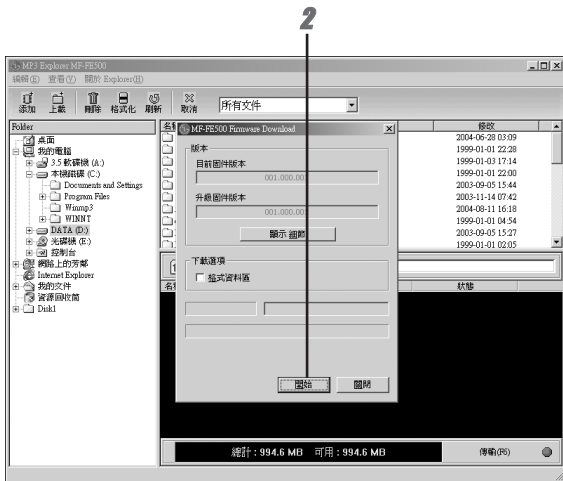 2
MP3 Explorer MF-FE500
編輯(E) 查看(V) 關於 Explorer(H)
添加 上載 刪除 格式化 刷新 取消 所有文件
Folder
桌面
我的電腦
3.5 軟碟機 (A:)
本機磁碟 (C:)
Documents and Settings
Program Files
Winmp3
WINNT
DATA (D:)
光碟機 (E:)
控制台
網路上的芳鄰
Internet Explorer
我的文件
資源回收筒
Disk1
修改
2004-06-28 03:09
1999-01-01 22:28
1999-01-03 17:14
1999-01-01 22:00
2003-09-05 15:44
2003-11-14 07:42
2004-08-11 16:18
1999-01-01 04:54
2003-09-05 15:27
1999-01-01 02:05
MF-FE500 Firmware Download
版本
目前固件版本
001.000.00
升級固件版本
001.000.00
顯示 細節
下載選項
格式資料區
開始 關閉
狀態
總計 : 994.6 MB 可用 : 994.6 MB
傳輸(F6)